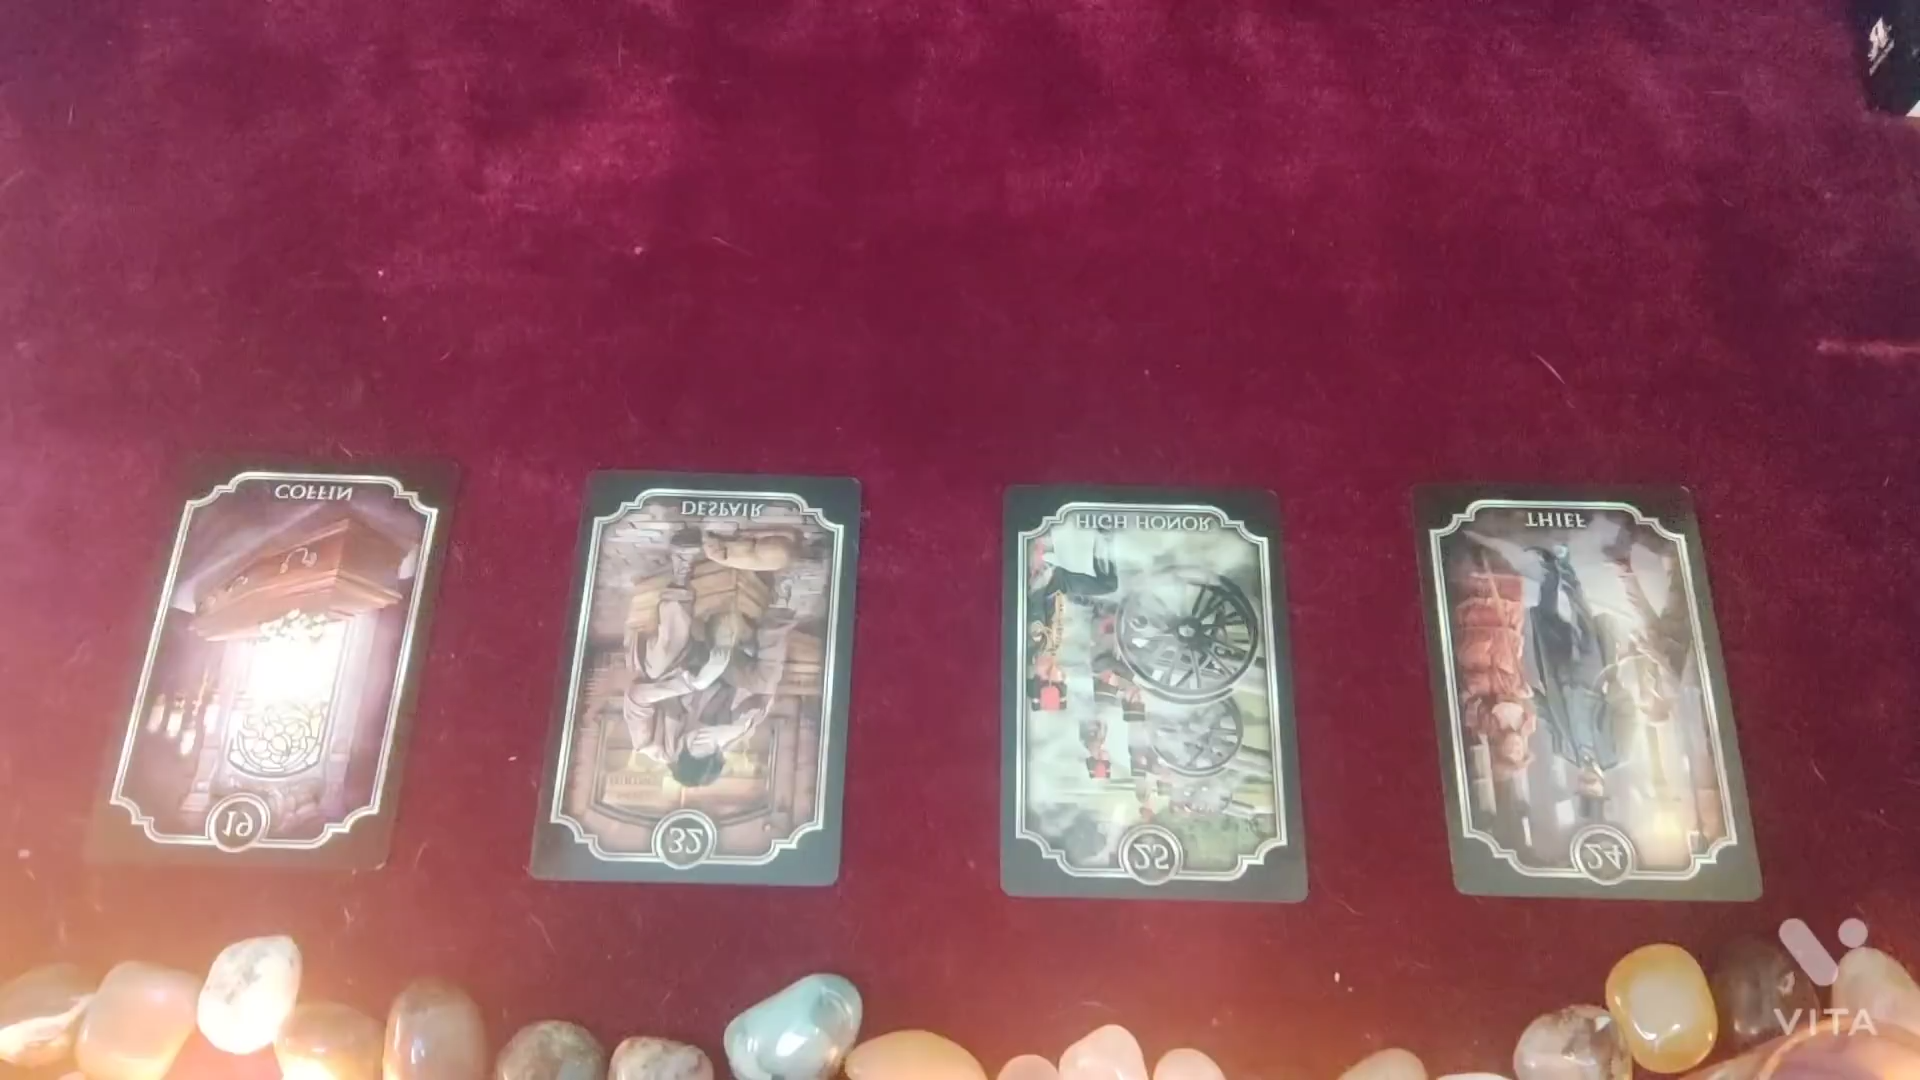 COFFIN
19
DESPAIR
32
HIGH HONOR
25
THIEF
24
VITA